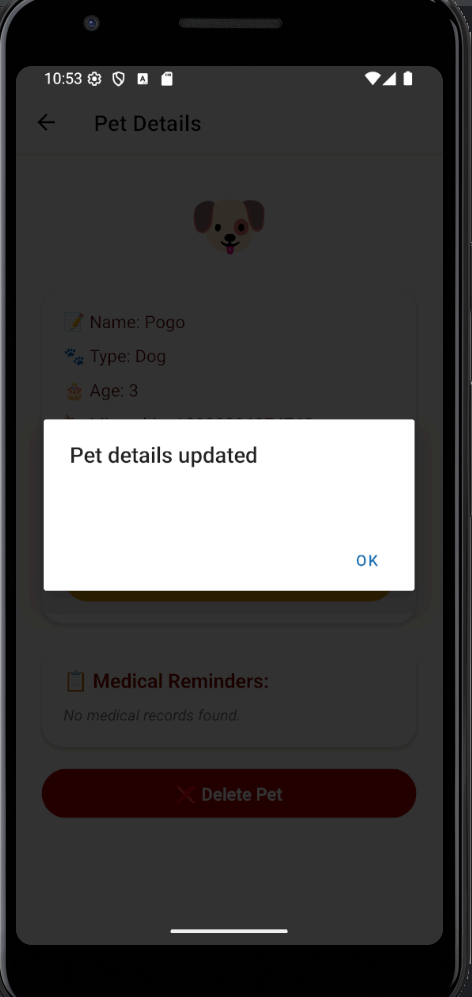 10:53
Pet Details
Name: Pogo
Type: Dog
Age: 3
Pet details updated
OK
Medical Reminders:
No medical records found.
Delete Pet